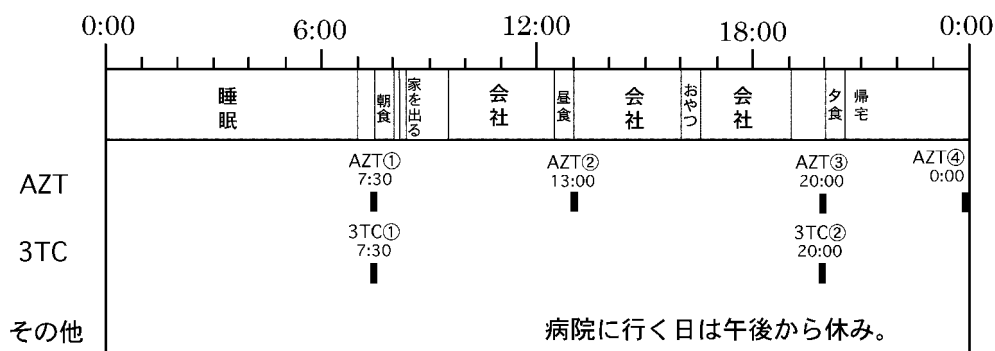 0:00 6:00 12:00 18:00 0:00
睡眠
朝食
家を出る
会社
昼食
会社
おやつ
会社
夕食
帰宅
AZT
AZT① AZT② AZT③ AZT④
7:30 13:00 20:00 0:00
3TC
3TC① 3TC②
7:30 20:00
その他 病院に行く日は午後から休み。